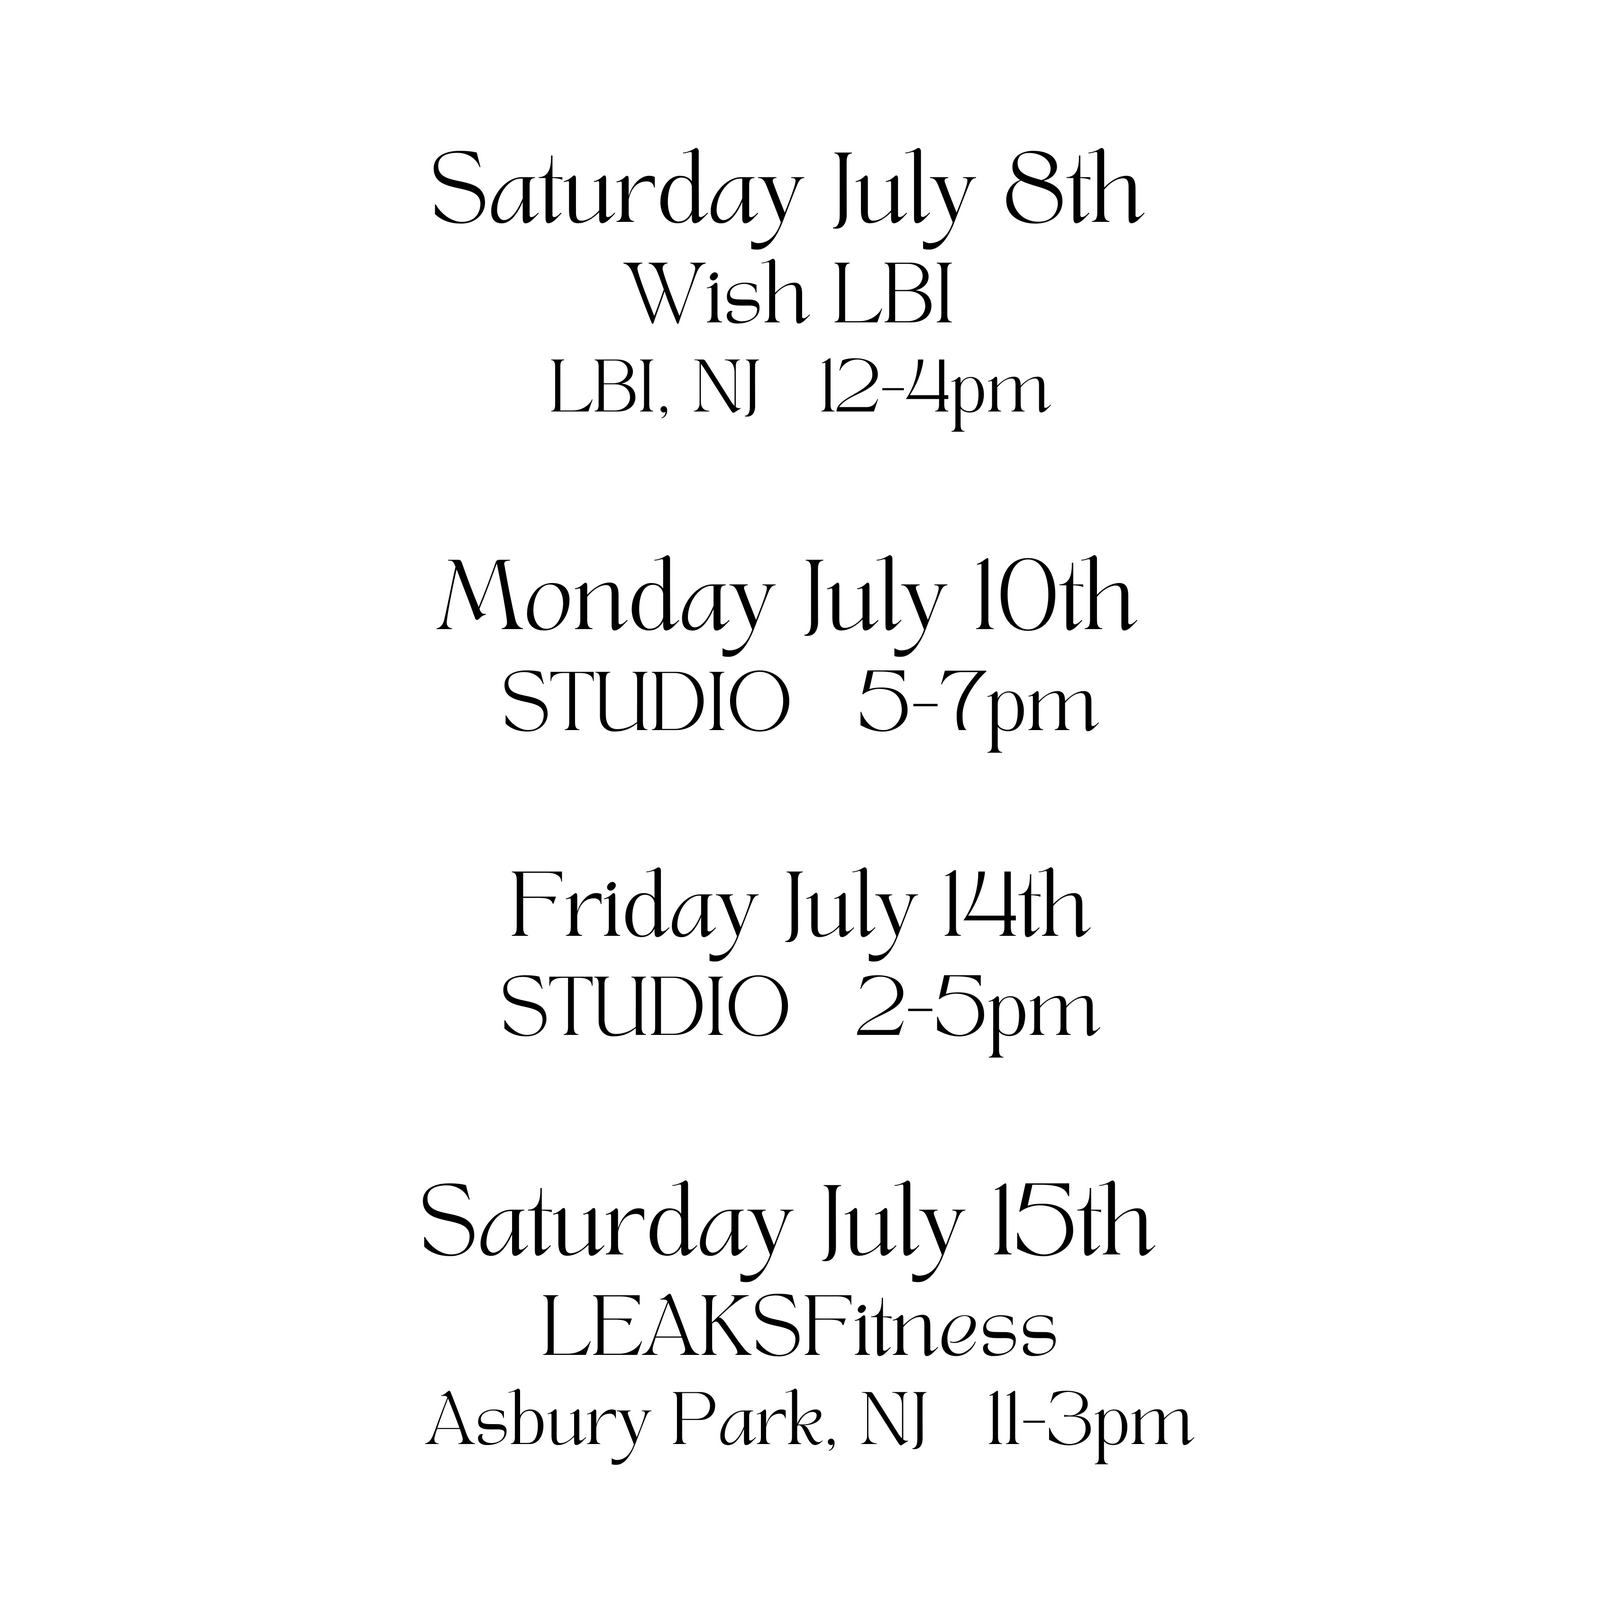 Saturday July 8th
Wish LBI
LBI, NJ 12-4pm
Monday July 10th
STUDIO 5-7pm
Friday July 14th
STUDIO 2-5pm
Saturday July 15th
LEAKSFitness
Asbury Park, NJ 11-3pm